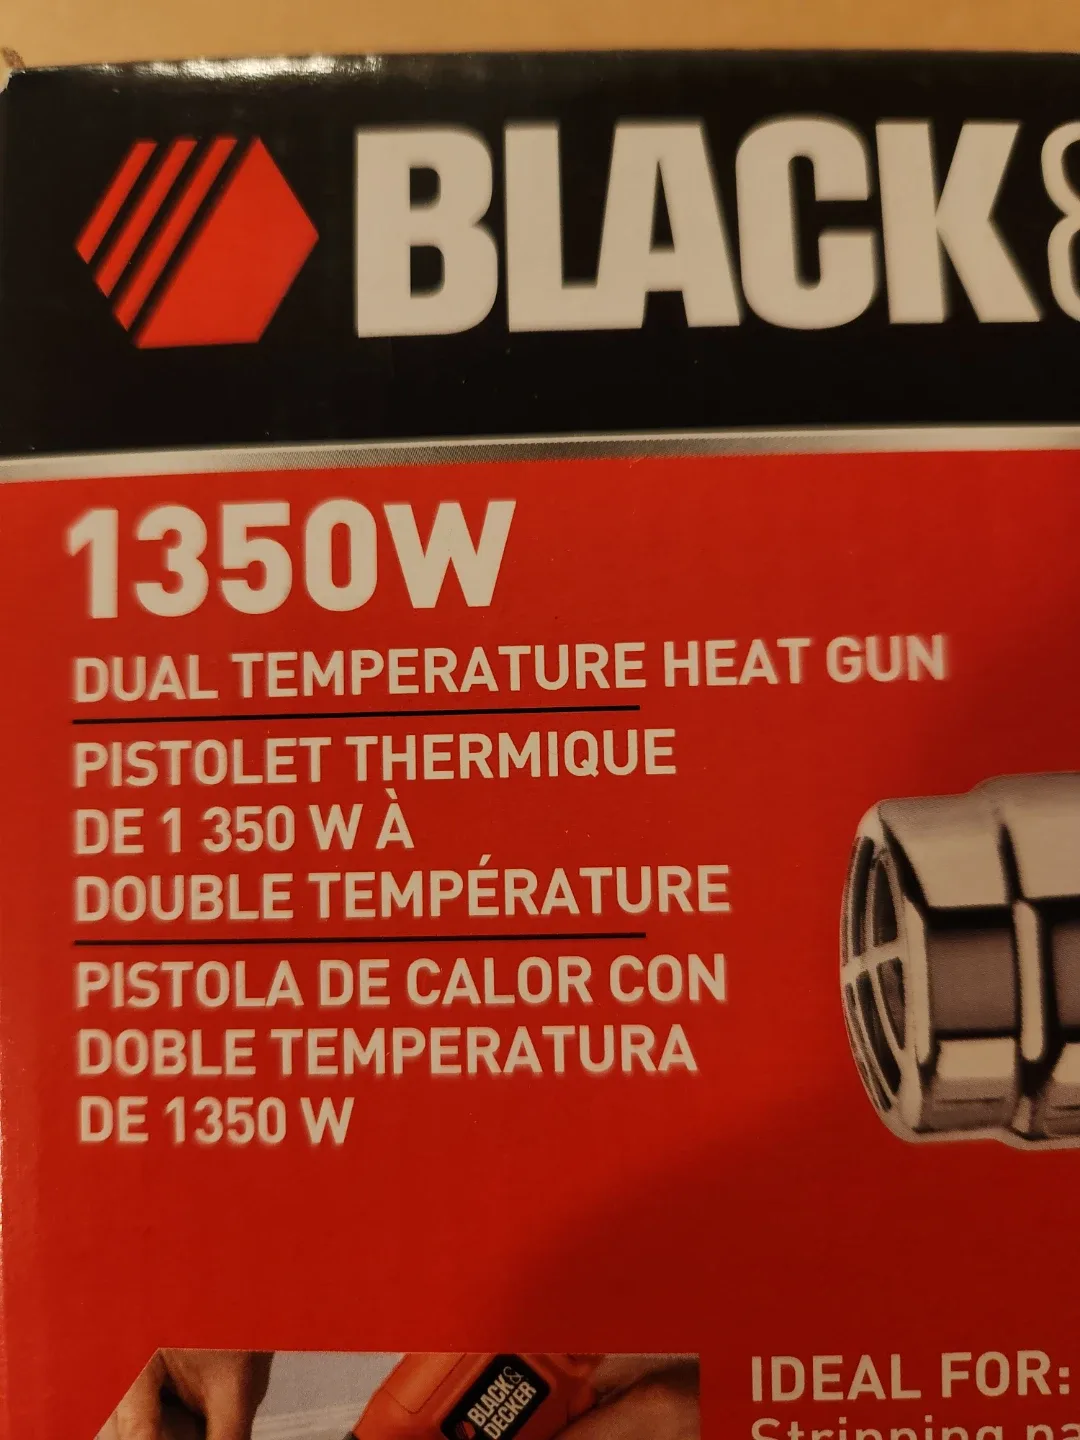 BLACK&
1350W
DUAL TEMPERATURE HEAT GUN
PISTOLET THERMIQUE
DE 1 350 W À
DOUBLE TEMPÉRATURE
PISTOLA DE CALOR CON
DOBLE TEMPERATURA
DE 1350 W
BLACK&
DECKER
IDEAL FOR:
Stripping